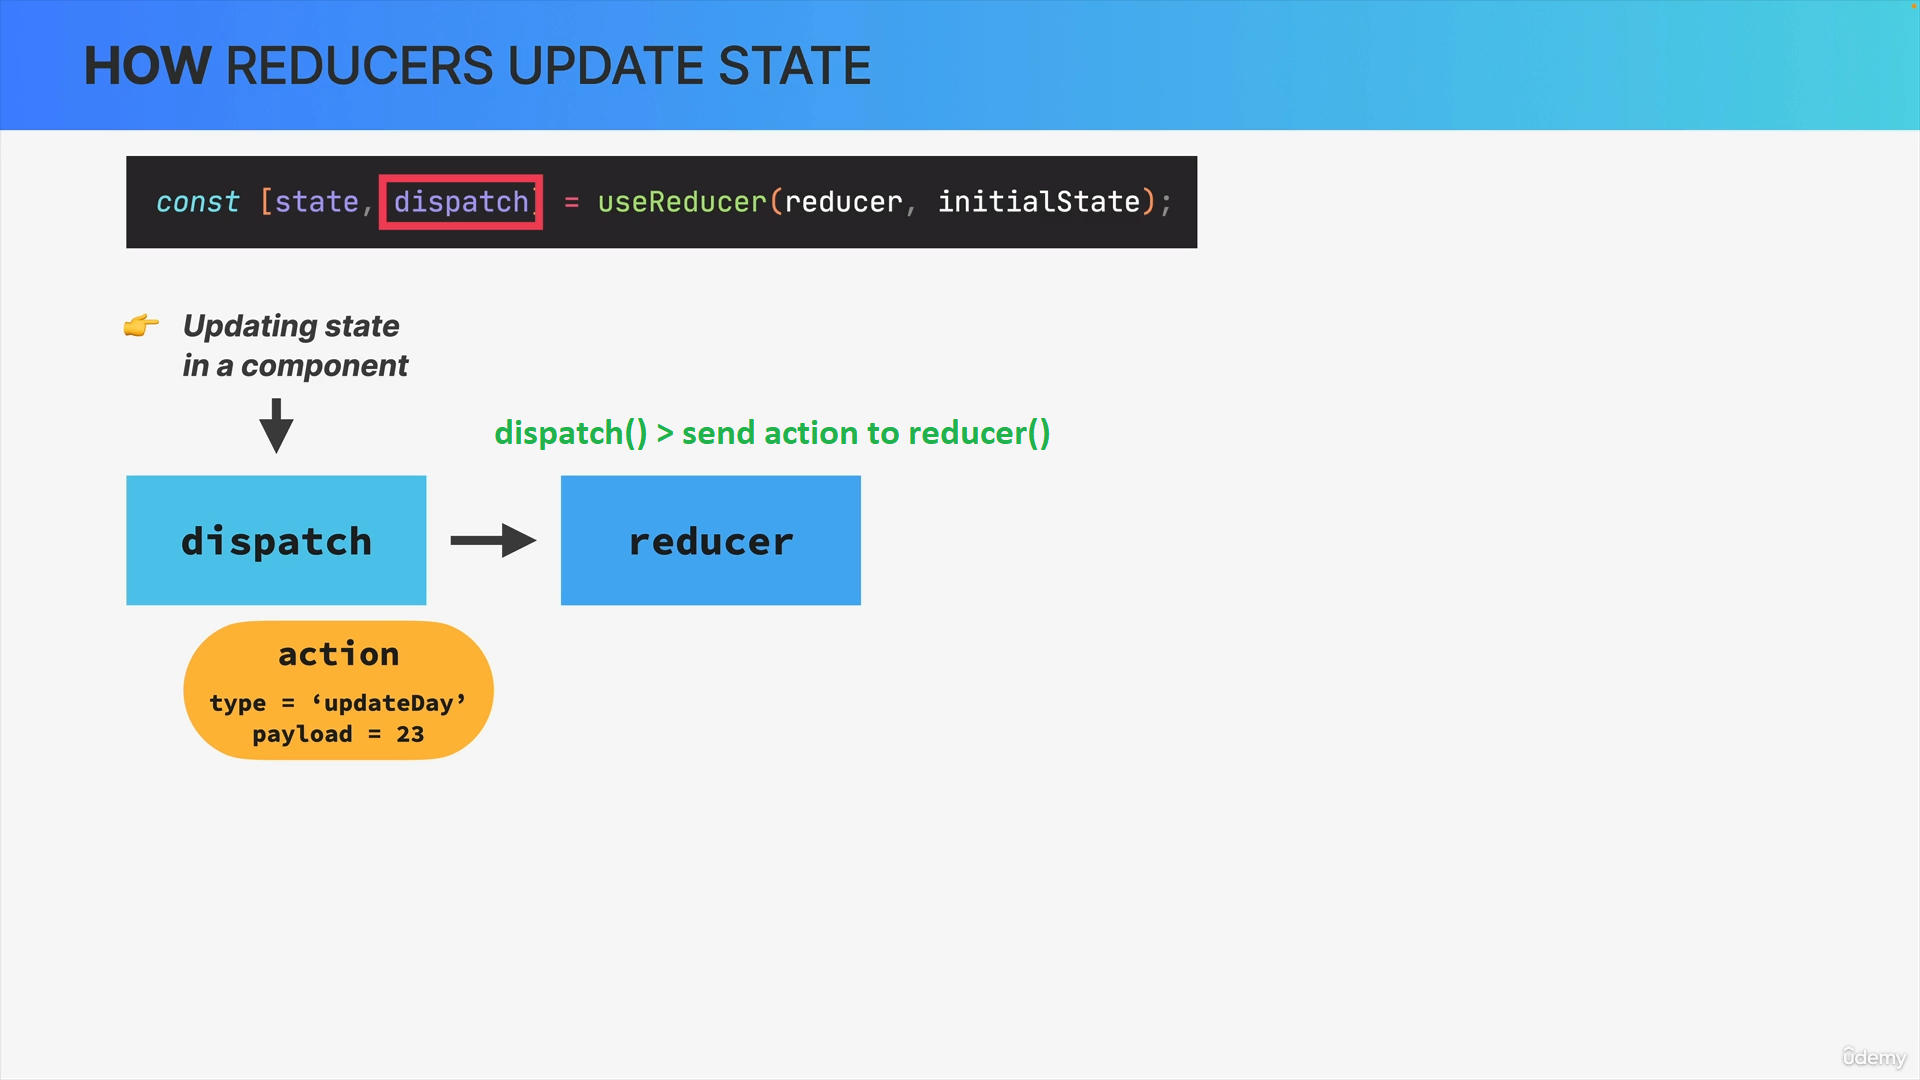 HOW REDUCERS UPDATE STATE
const [state, dispatch] = useReducer(reducer, initialState);
Updating state
in a component
dispatch() > send action to reducer()
dispatch
reducer
action
type = ‘updateDay’
payload = 23
ûdemy